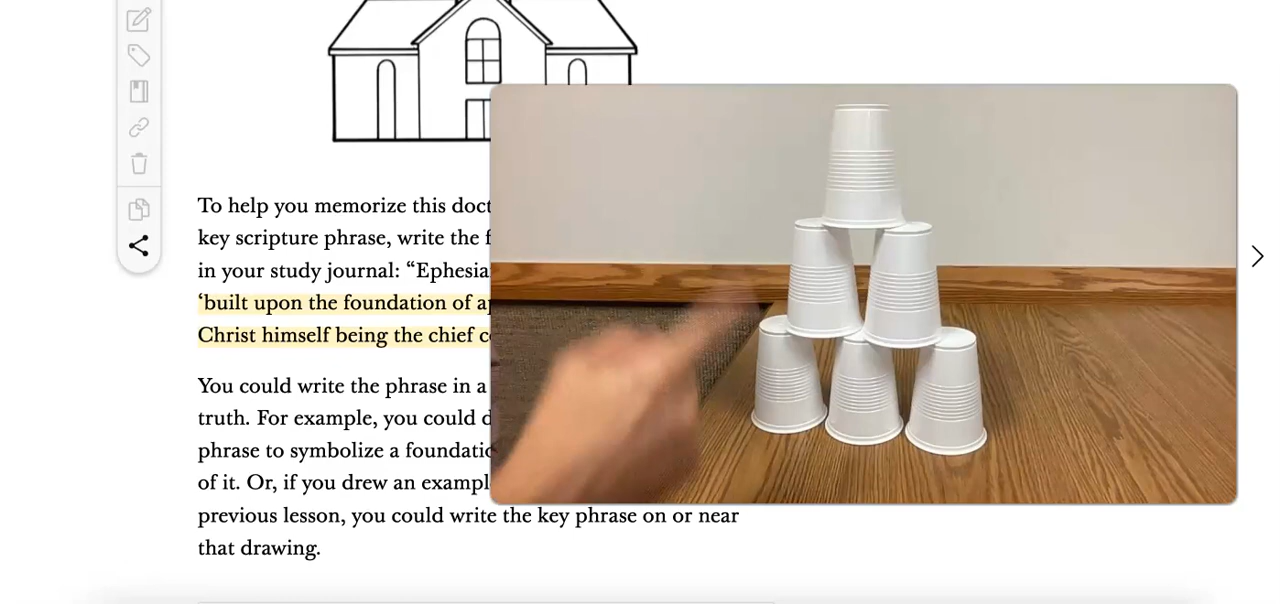 To help you memorize this doct
key scripture phrase, write the f
in your study journal: “Ephesia
‘built upon the foundation of a
Christ himself being the chief c
You could write the phrase in a
truth. For example, you could d
phrase to symbolize a foundatio
of it. Or, if you drew an exampl
previous lesson, you could write the key phrase on or near
that drawing.